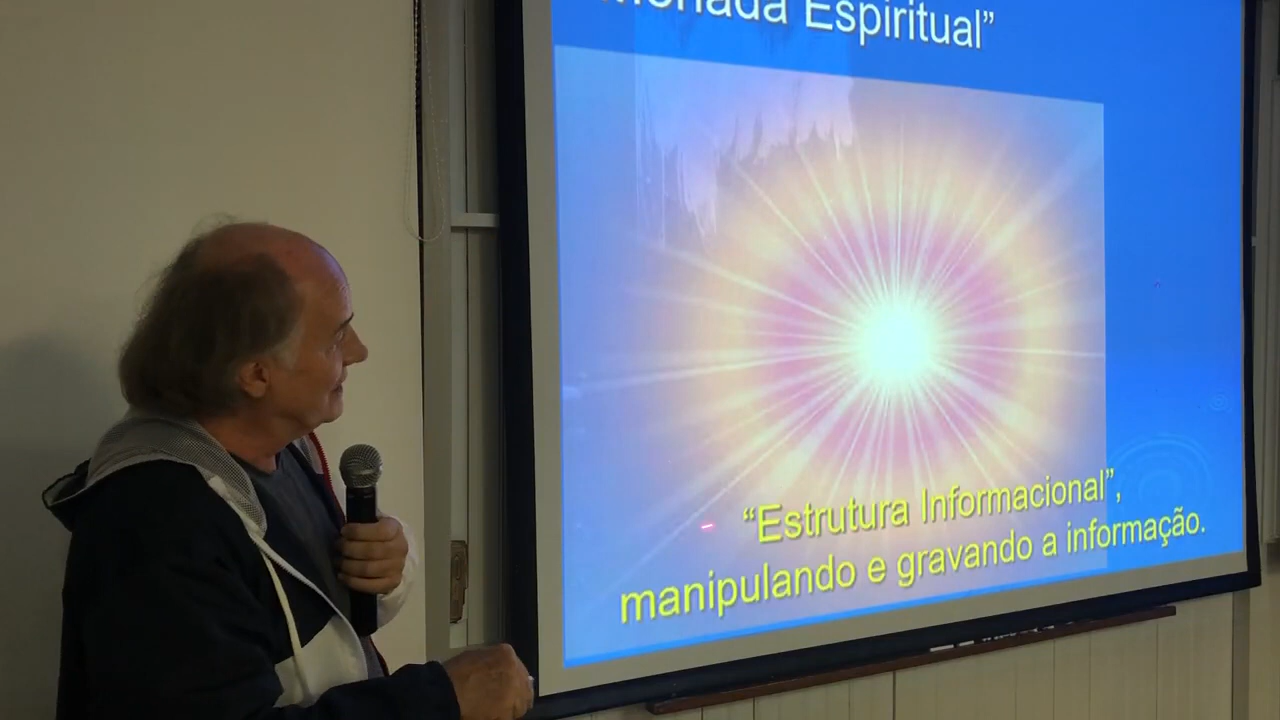 Espiritual”
“Estrutura Informacional”,
manipulando e gravando a informação.